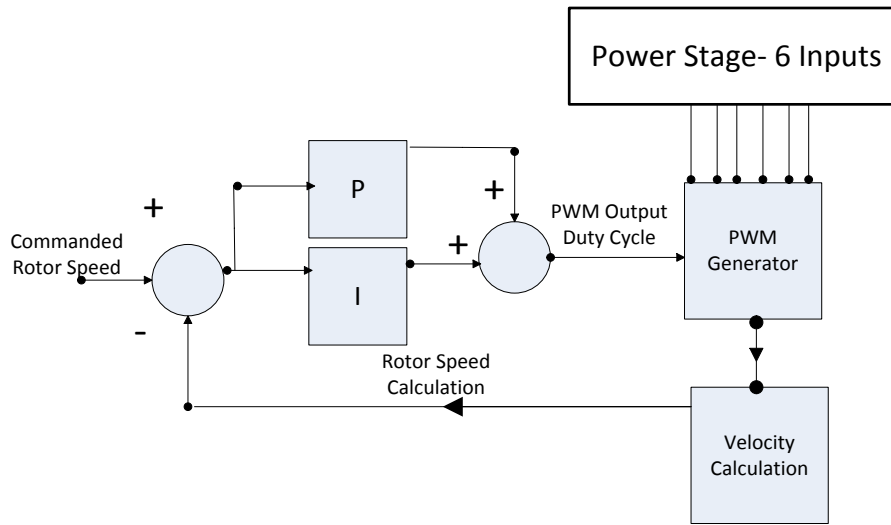 Power Stage- 6 Inputs
P
+
+
PWM Output
Duty Cycle
PWM
Generator
Commanded
Rotor Speed
+
I
-
Rotor Speed
Calculation
Velocity
Calculation